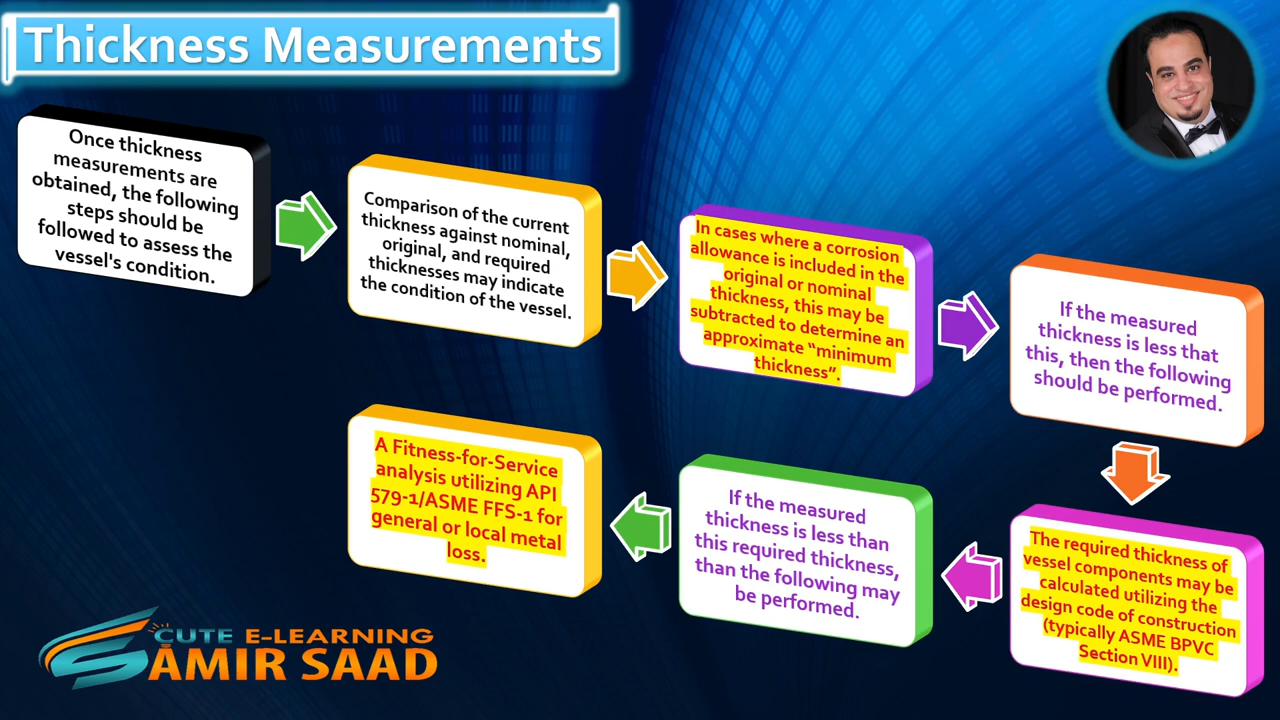 Thickness Measurements
Once thickness
measurements are
obtained, the following
steps should be
followed to assess the
vessel's condition.
Comparison of the current
thickness against nominal,
original, and required
thicknesses may indicate
the condition of the vessel.
In cases where a corrosion
allowance is included in the
original or nominal
thickness, this may be
subtracted to determine an
approximate “minimum
thickness”.
If the measured
thickness is less that
this, then the following
should be performed.
The required thickness of
vessel components may be
calculated utilizing the
design code of construction
(typically ASME BPVC
Section VIII).
If the measured
thickness is less than
this required thickness,
than the following may
be performed.
A Fitness-for-Service
analysis utilizing API
579-1/ASME FFS-1 for
general or local metal
loss.
CUTE E-LEARNING
SAMIR SAAD